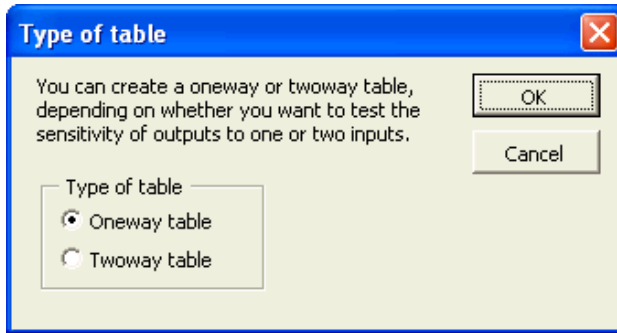 Type of table
You can create a oneway or twoway table,
depending on whether you want to test the
sensitivity of outputs to one or two inputs.
OK
Cancel
Type of table
Oneway table
Twoway table